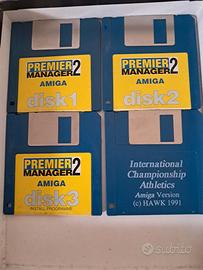 PREMIER
MANAGER 2
AMIGA
disk1
PREMIER
MANAGER 2
AMIGA
disk2
PREMIER
MANAGER 2
AMIGA
disk3
INSTALL PROGRAMME
International
Championship
Athletics
Amiga Version
(c) HAWK 1991
subito